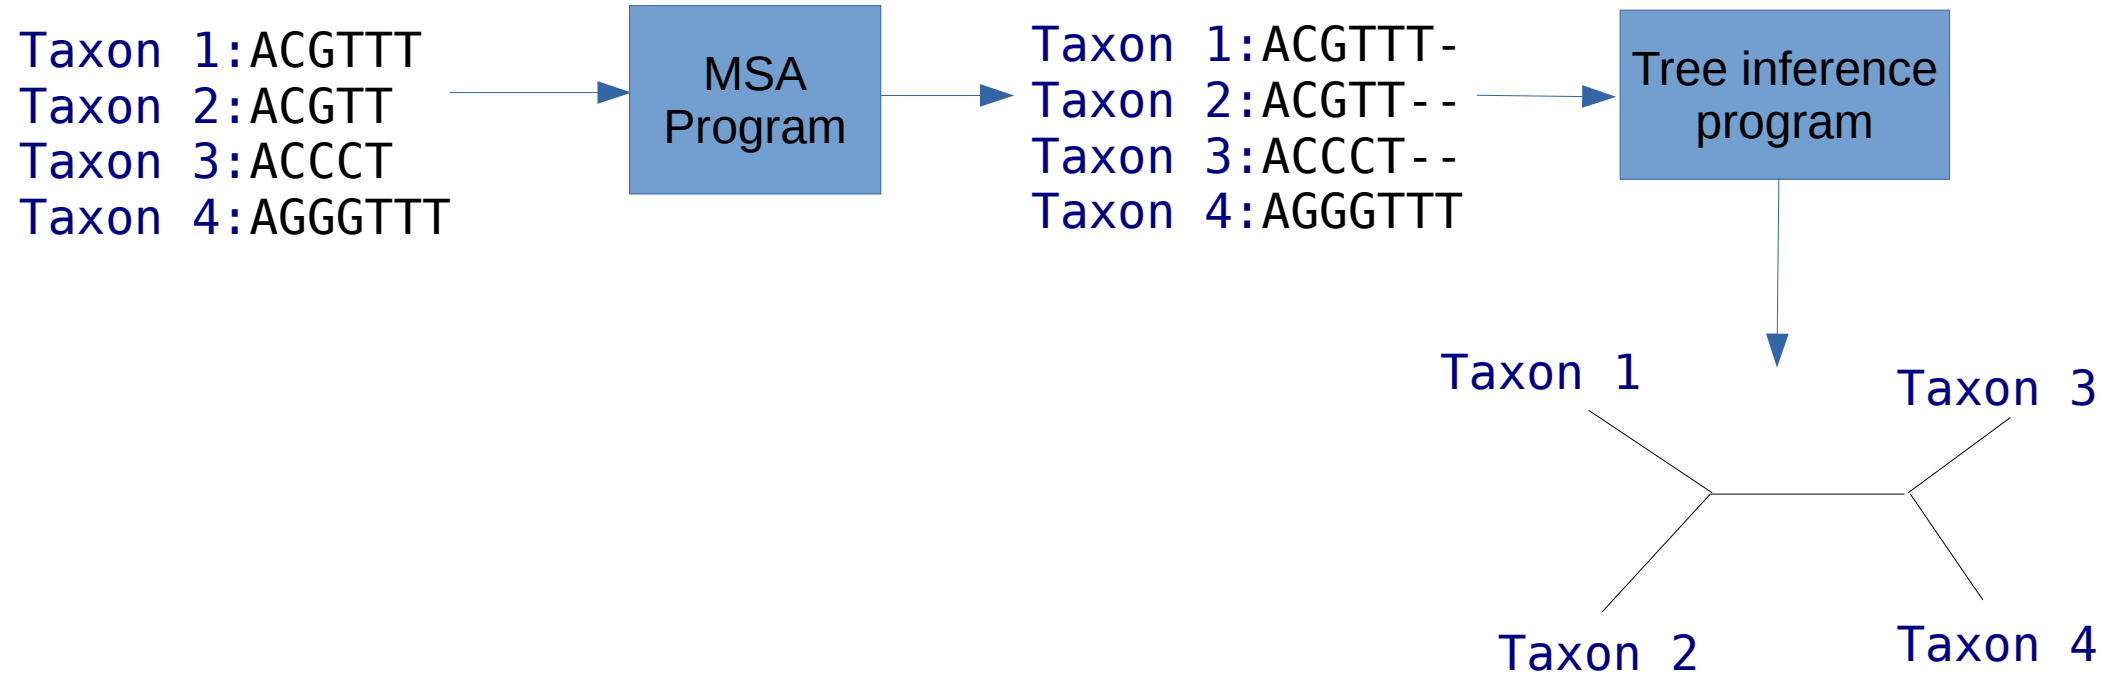 Taxon 1:ACGTTT
Taxon 2:ACGTT
Taxon 3:ACCCT
Taxon 4:AGGGTTT
MSA
Program
Taxon 1:ACGTTT-
Taxon 2:ACGTT--
Taxon 3:ACCCT--
Taxon 4:AGGGTTT
Tree inference
program
Taxon 1
Taxon 3
Taxon 2
Taxon 4